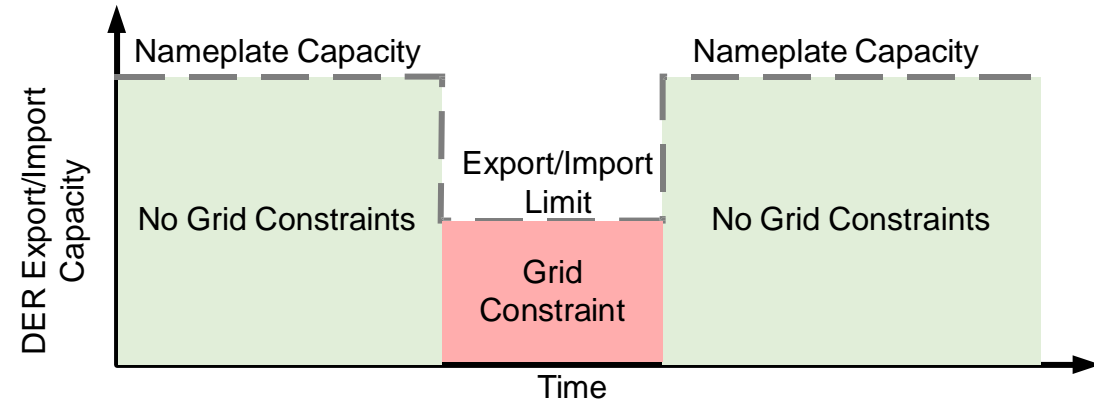 Nameplate Capacity
Nameplate Capacity
DER Export/Import
Capacity
Export/Import
Limit
No Grid Constraints
No Grid Constraints
Grid
Constraint
Time